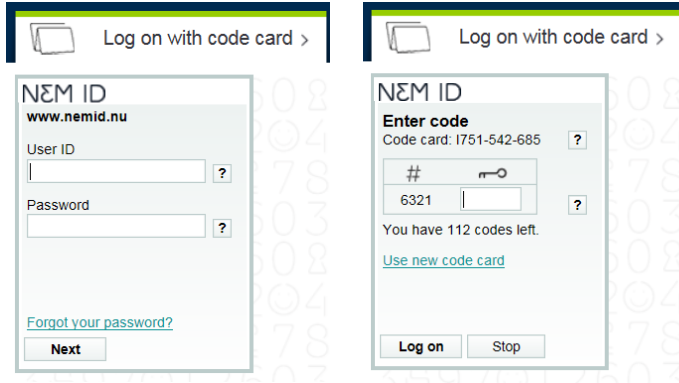 Log on with code card >
NEM ID
www.nemid.nu
User ID
?
Password
?
Forgot your password?
Next
Log on with code card >
NEM ID
Enter code
Code card: I751-542-685 ?
#
6321 ?
You have 112 codes left.
Use new code card
Log on Stop